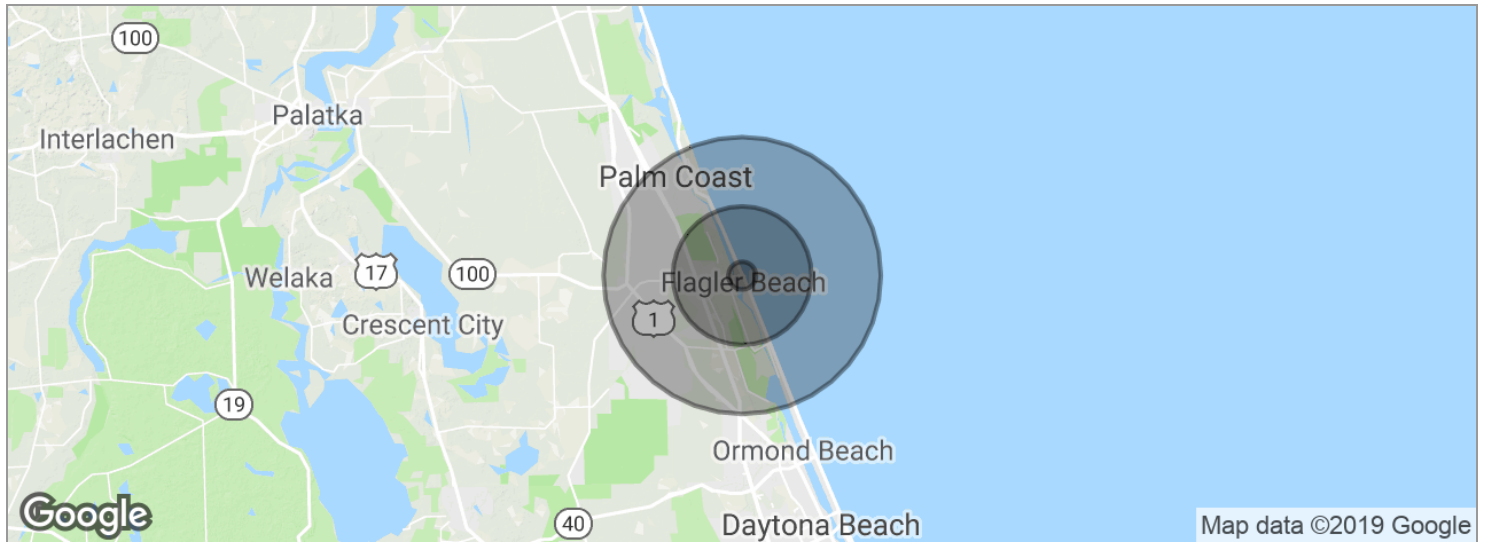 100
Palatka
Interlachen
Palm Coast
Welaka
17
100
Flagler Beach
Crescent City
1
19
Ormond Beach
Google
40
Daytona Beach
Map data ©2019 Google